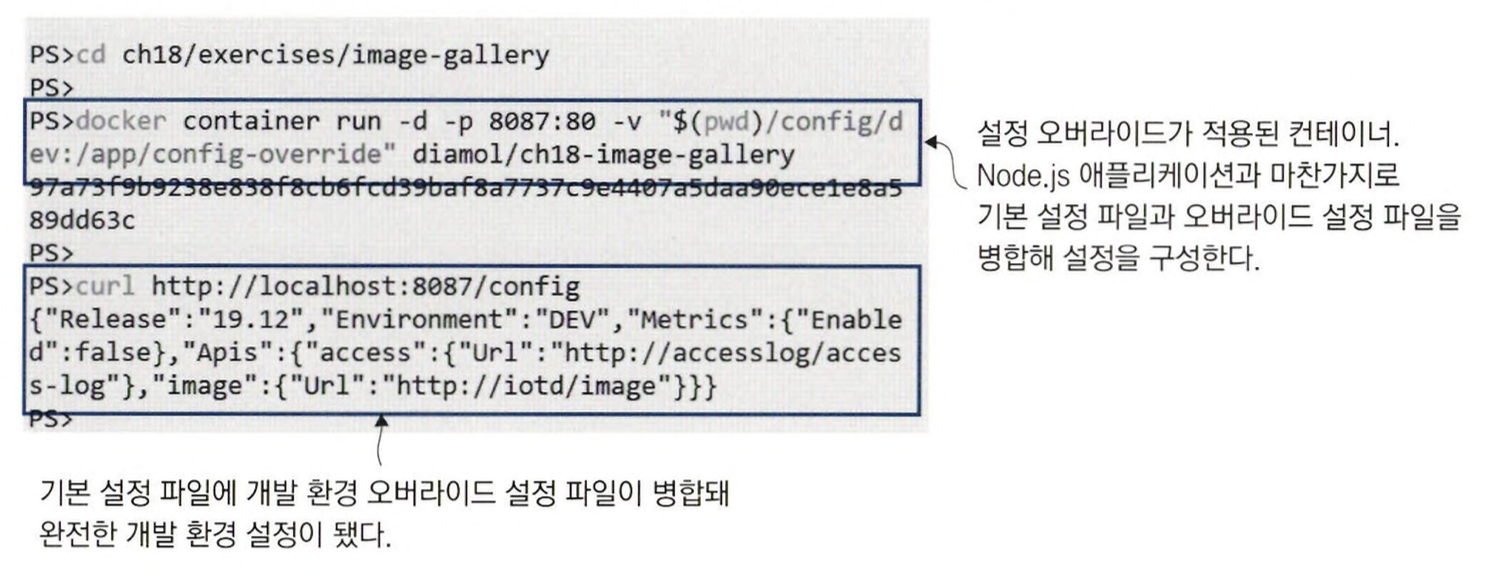 PS>cd ch18/exercises/image-gallery
PS>
PS>docker container run -d -p 8087:80 -v "$(pwd)/config/d
ev:/app/config-override" diamol/ch18-image-gallery
97a73f9b9238e838f8cb6fcd39baf8a7737c9e4407a5daa90ece1e8a5
89dd63c
PS>
PS>curl http://localhost:8087/config
{"Release":"19.12","Environment":"DEV","Metrics":{"Enable
d":false},"Apis":{"access":{"Url":"http://accesslog/acces
s-log"},"image":{"Url":"http://iotd/image"}}}
PS>
설정 오버라이드가 적용된 컨테이너.
Node.js 애플리케이션과 마찬가지로
기본 설정 파일과 오버라이드 설정 파일을
병합해 설정을 구성한다.
기본 설정 파일에 개발 환경 오버라이드 설정 파일이 병합돼
완전한 개발 환경 설정이 됐다.